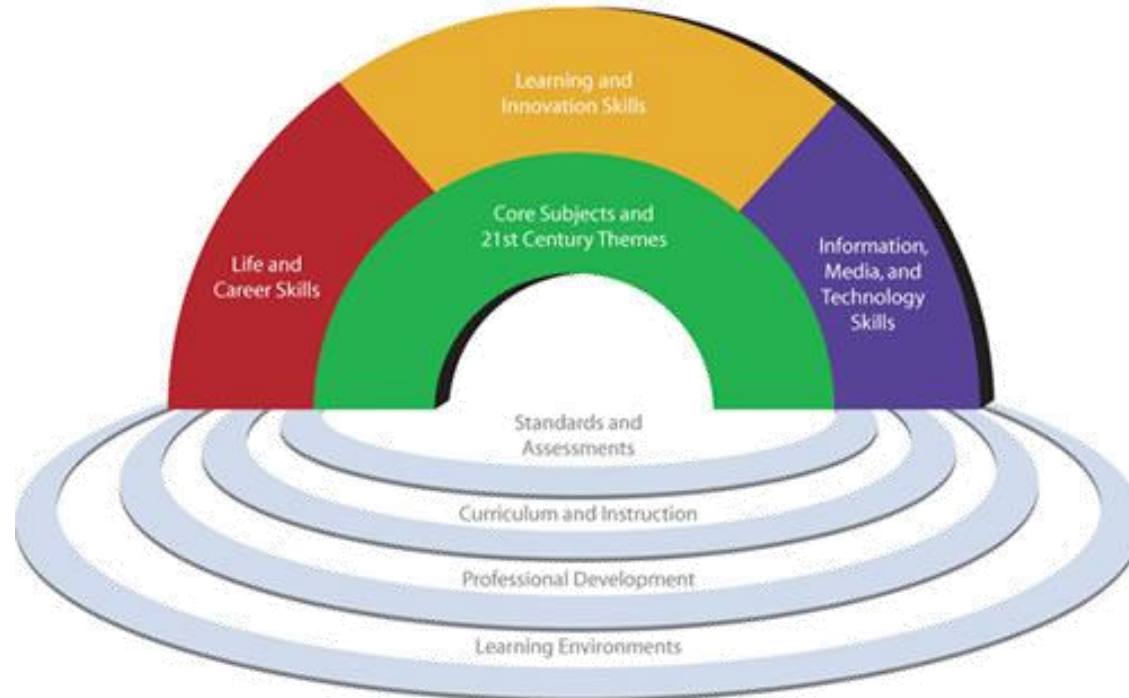 Learning and
Innovation Skills
Core Subjects and
21st Century Themes
Life and
Career Skills
Information,
Media, and
Technology
Skills
Standards and
Assessments
Curriculum and Instruction
Professional Development
Learning Environments